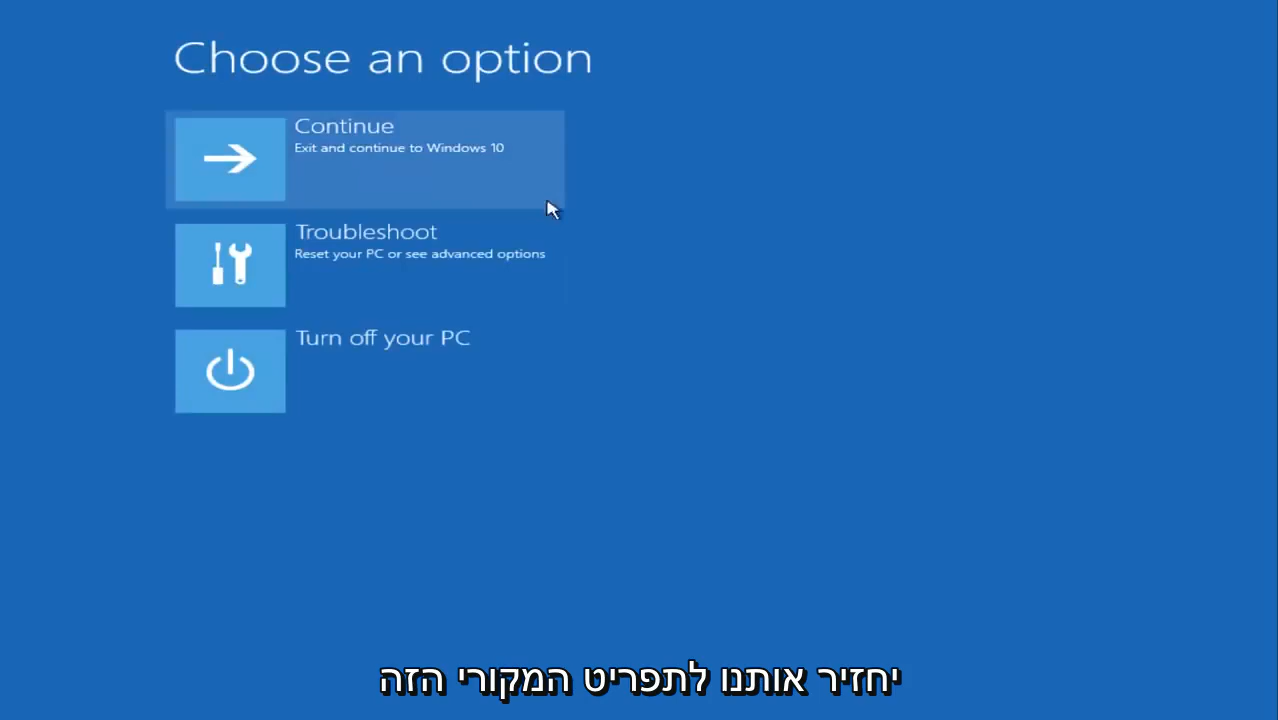 Choose an option
Continue
Exit and continue to Windows 10
Troubleshoot
Reset your PC or see advanced options
Turn off your PC
יחזיר אותנו לתפריט המקורי הזה